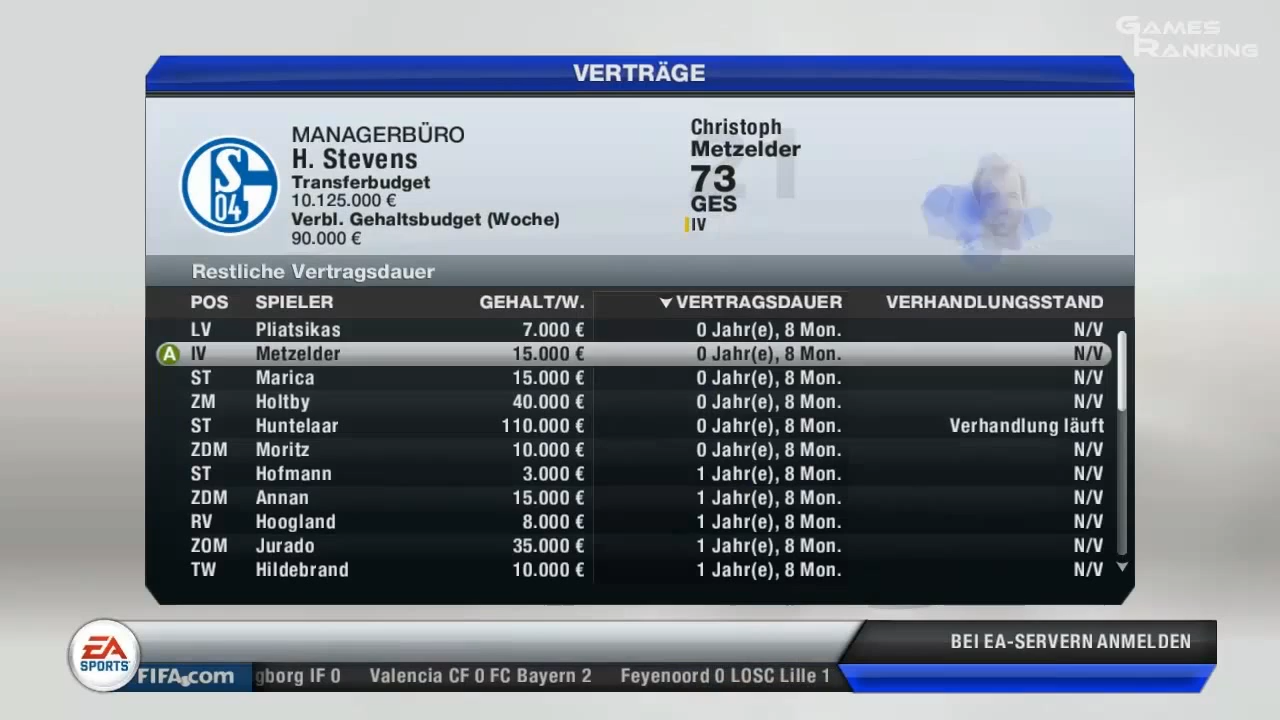 GAMES RANKING
VERTRÄGE
S 04
MANAGERBÜRO
H. Stevens
Transferbudget
10.125.000 €
Verbl. Gehaltsbudget (Woche)
90.000 €
Christoph
Metzelder
73
GES
IV
21
Restliche Vertragsdauer
POS SPIELER GEHALT/W. VERTRAGSDAUER VERHANDLUNGSSTAND
LV Pliatsikas 7.000 € 0 Jahr(e), 8 Mon. N/V
A IV Metzelder 15.000 € 0 Jahr(e), 8 Mon. N/V
ST Marica 15.000 € 0 Jahr(e), 8 Mon. N/V
ZM Holtby 40.000 € 0 Jahr(e), 8 Mon. N/V
ST Huntelaar 110.000 € 0 Jahr(e), 8 Mon. Verhandlung läuft
ZDM Moritz 10.000 € 0 Jahr(e), 8 Mon. N/V
ST Hofmann 3.000 € 1 Jahr(e), 8 Mon. N/V
ZDM Annan 15.000 € 1 Jahr(e), 8 Mon. N/V
RV Hoogland 8.000 € 1 Jahr(e), 8 Mon. N/V
ZOM Jurado 35.000 € 1 Jahr(e), 8 Mon. N/V
TW Hildebrand 10.000 € 1 Jahr(e), 8 Mon. N/V
BEI EA-SERVERN ANMELDEN
EA SPORTS
FIFA.com gborg IF 0 Valencia CF 0 FC Bayern 2 Feyenoord 0 LOSC Lille 1